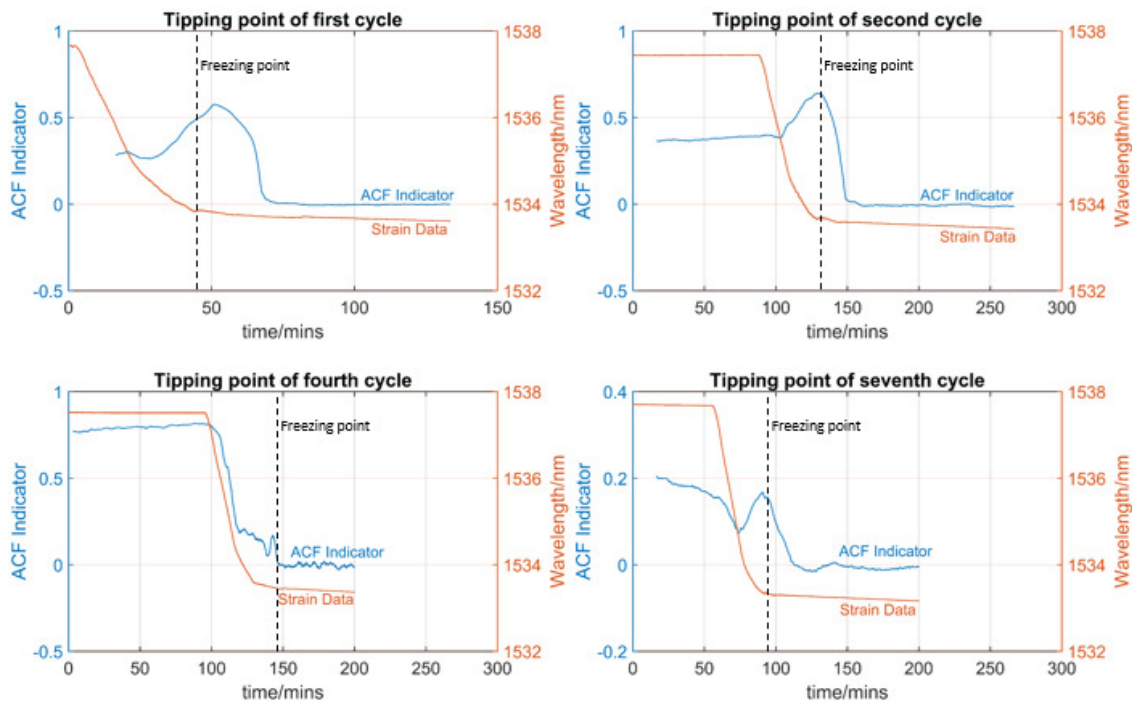 Tipping point of first cycle
1
0.5
0
-0.5
ACF Indicator
Freezing point
ACF Indicator
Strain Data
1538
1536
1534
1532
Wavelength/nm
0 50 100 150
time/mins
Tipping point of second cycle
1
0.5
0
-0.5
ACF Indicator
Freezing point
ACF Indicator
Strain Data
1538
1536
1534
1532
Wavelength/nm
0 50 100 150 200 250 300
time/mins
Tipping point of fourth cycle
1
0.5
0
0.5
ACF Indicator
Freezing point
ACF Indicator
Strain Data
1538
1536
1534
1532
Wavelength/nm
0 50 100 150 200 250 300
time/mins
Tipping point of seventh cycle
0.4
0.2
0
0.2
ACF Indicator
Freezing point
ACF Indicator
Strain Data
1538
1536
1534
1532
Wavelength/nm
0 50 100 150 200 250 300
time/mins